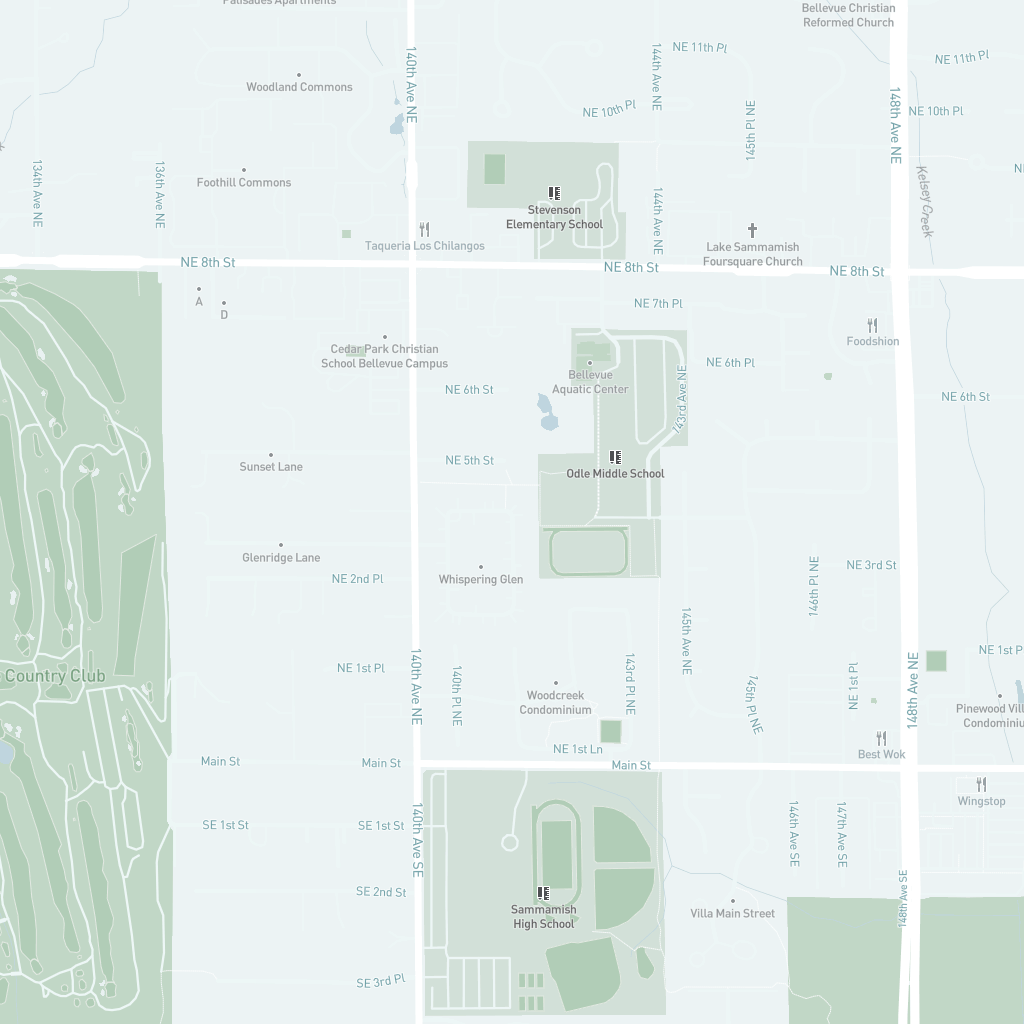 Palisades Apartments
Bellevue Christian
Reformed Church
NE 11th Pl
NE 11th Pl
140th Ave NE
144th Ave NE
Woodland Commons
148th Ave NE
NE 10th Pl
NE 10th Pl
145th Pl NE
134th Ave NE
136th Ave NE
Foothill Commons
Kelsey Creek
Stevenson
Elementary School
144th Ave NE
Taqueria Los Chilangos
Lake Sammamish
Foursquare Church
NE 8th St
NE 8th St
NE 8th St
A
D
NE 7th Pl
Foodshion
Cedar Park Christian
School Bellevue Campus
NE 6th Pl
Bellevue
Aquatic Center
143rd Ave NE
NE 6th St
NE 6th St
Sunset Lane
NE 5th St
Odle Middle School
Glenridge Lane
NE 2nd Pl
Whispering Glen
NE 3rd St
146th Pl NE
145th Ave NE
Country Club
NE 1st Pl
140th Ave NE
140th Pl NE
143rd Pl NE
Woodcreek
Condominium
145th Pl NE
NE 1st Pl
148th Ave NE
Main St
Main St
NE 1st Ln
Main St
Best Wok
Wingstop
SE 1st St
SE 1st St
140th Ave SE
146th Ave SE
147th Ave SE
SE 2nd St
Sammamish
High School
Villa Main Street
148th Ave SE
SE 3rd Pl